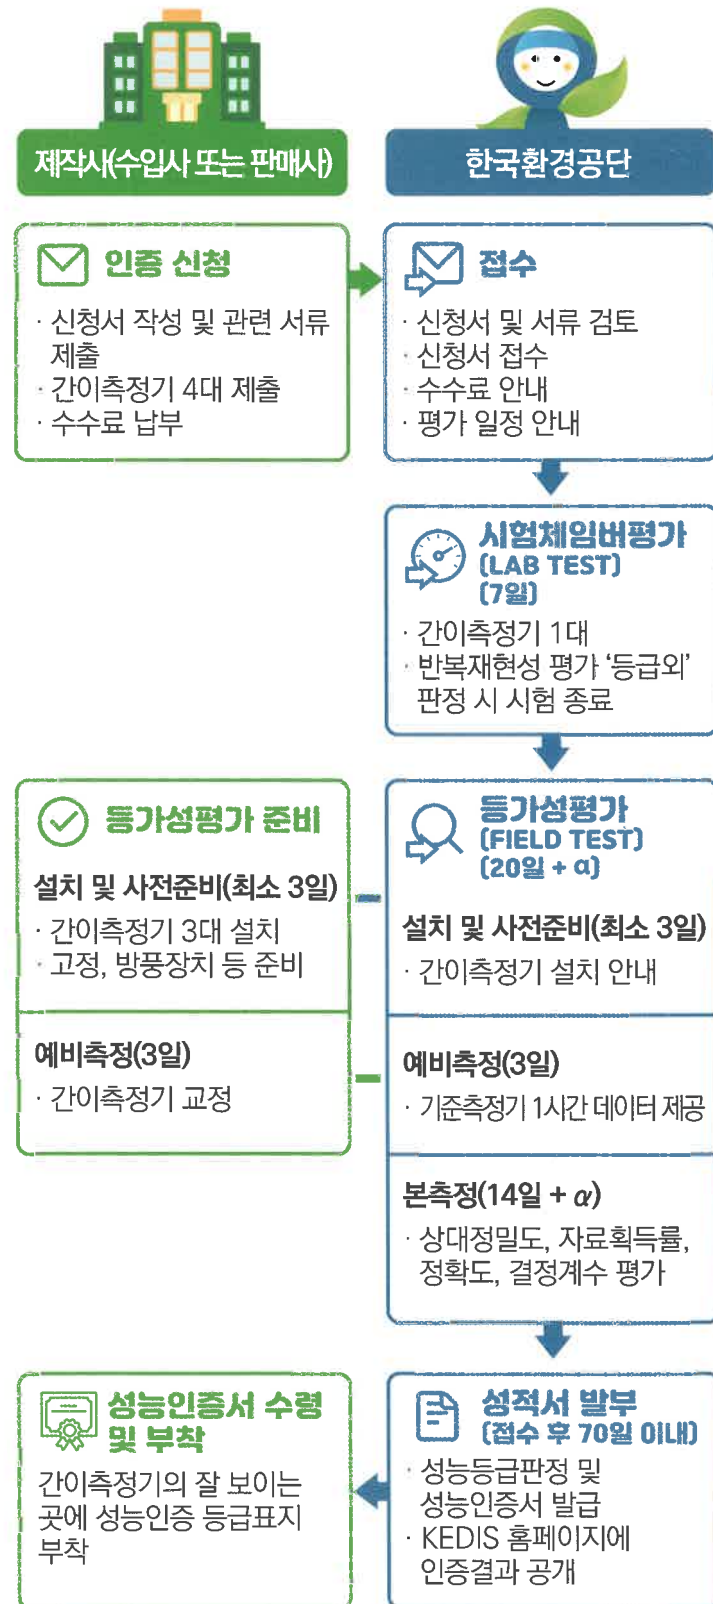 제작사(수입사 또는 판매사)
한국환경공단
인증 신청
· 신청서 작성 및 관련 서류
제출
· 간이측정기 4대 제출
· 수수료 납부
접수
· 신청서 및 서류 검토
· 신청서 접수
· 수수료 안내
· 평가 일정 안내
시험체임버평가
(LAB TEST)
(7일)
· 간이측정기 1대
· 반복재현성 평가 ‘등급외’
판정 시 시험 종료
등가성평가 준비
설치 및 사전준비(최소 3일)
· 간이측정기 3대 설치
· 고정, 방풍장치 등 준비
예비측정(3일)
· 간이측정기 교정
등가성평가
(FIELD TEST)
(20일 + α)
설치 및 사전준비(최소 3일)
· 간이측정기 설치 안내
예비측정(3일)
· 기준측정기 1시간 데이터 제공
본측정(14일 + α)
· 상대정밀도, 자료획득률,
정확도, 결정계수 평가
성적서 발부
(접수 후 70일 이내)
· 성능등급판정 및
성능인증서 발급
· KEDIS 홈페이지에
인증결과 공개
성능인증서 수령
및 부착
간이측정기의 잘 보이는
곳에 성능인증 등급표지
부착